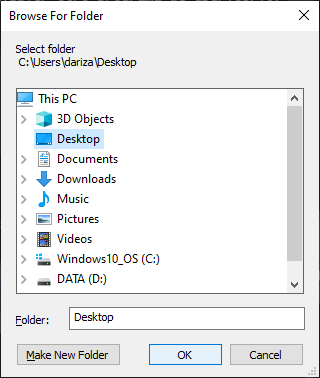 Browse For Folder
Select folder
C:\Users\dariza\Desktop
This PC
3D Objects
Desktop
Documents
Downloads
Music
Pictures
Videos
Windows10_OS (C:)
DATA (D:)
Folder: Desktop
Make New Folder OK Cancel